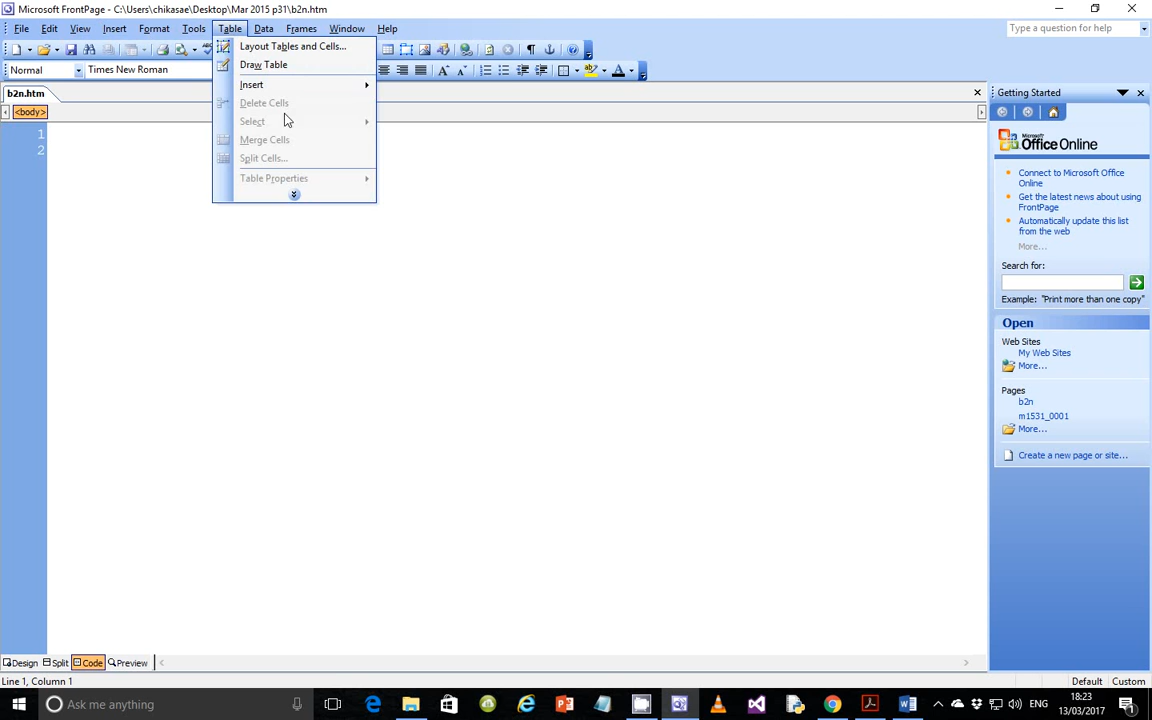 Microsoft FrontPage - C:\Users\chikasae\Desktop\Mar 2015 p31\b2n.htm
File Edit View Insert Format Tools Table Data Frames Window Help
Type a question for help
Normal Times New Roman
Layout Tables and Cells...
Draw Table
Insert
Delete Cells
Select
Merge Cells
Split Cells...
Table Properties
b2n.htm
<body>
1
2
Getting Started
Office Online
Connect to Microsoft Office
Online
Get the latest news about using
FrontPage
Automatically update this list
from the web
More...
Search for:
Example: "Print more than one copy"
Open
Web Sites
My Web Sites
More...
Pages
b2n
m1531_0001
More...
Create a new page or site...
Design Split Code Preview
Line 1, Column 1
Default Custom
Ask me anything
ENG
18:23
13/03/2017